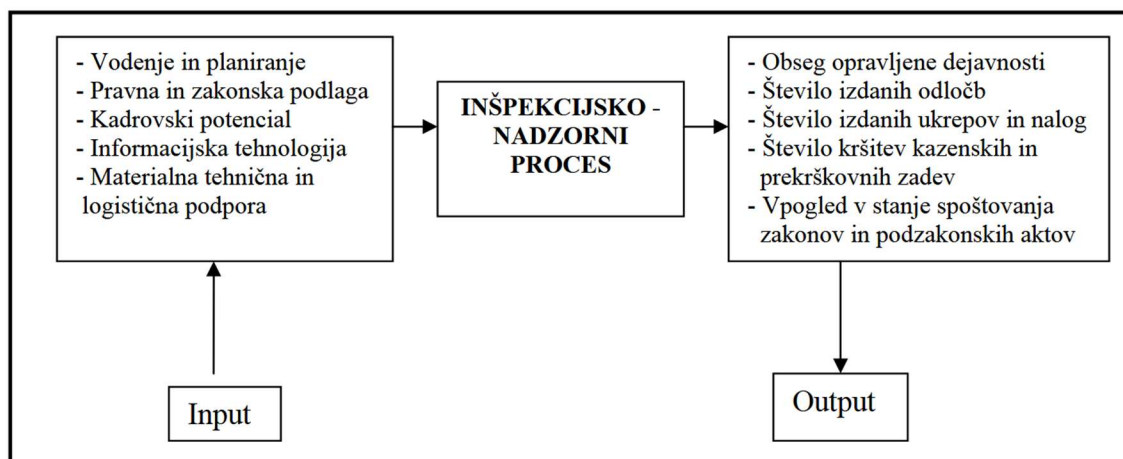 - Vodenje in planiranje
- Pravna in zakonska podlaga
- Kadrovski potencial
- Informacijska tehnologija
- Materialna tehnična in
logistična podpora
INŠPEKCIJSKO -
NADZORNI
PROCES
- Obseg opravljene dejavnosti
- Število izdanih odločb
- Število izdanih ukrepov in nalog
- Število kršitev kazenskih in
prekrškovnih zadev
- Vpogled v stanje spoštovanja
zakonov in podzakonskih aktov
Input
Output